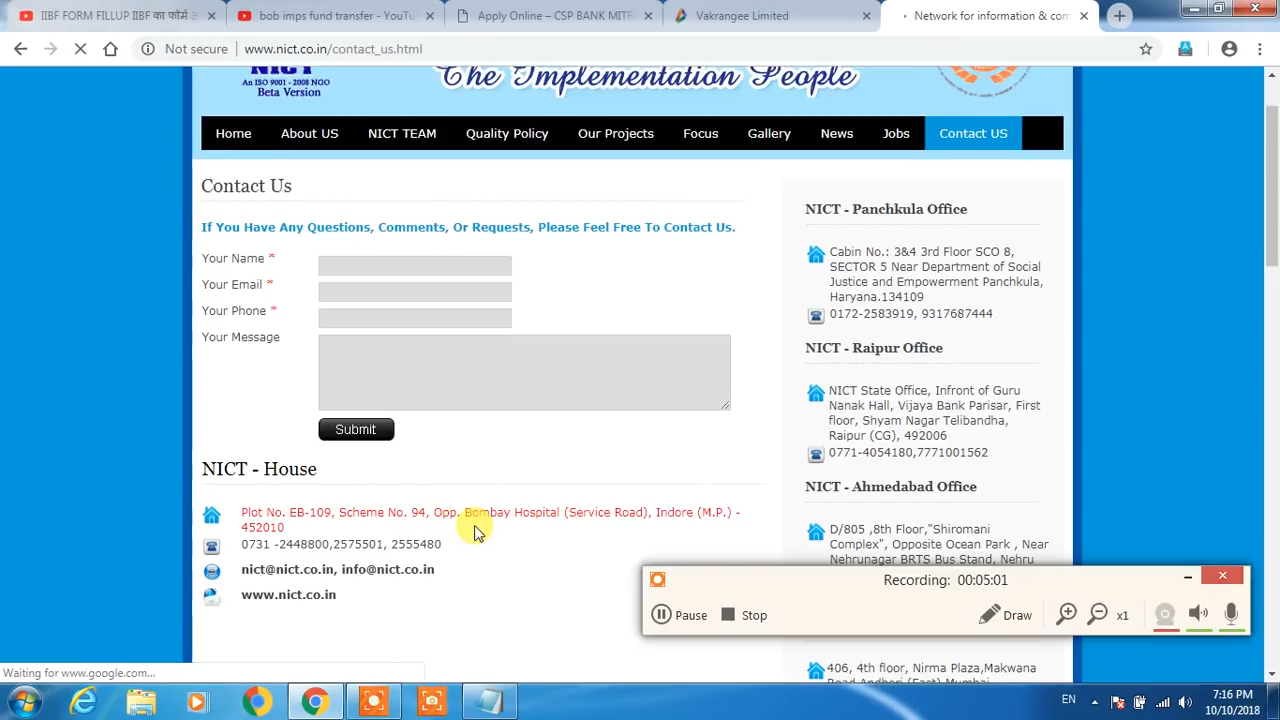 IIBF FORM FILLUP IIBF का फॉर्म
bob imps fund transfer - YouTu
Apply Online – CSP BANK MITR
Vakrangee Limited
Network for information & com
Not secure
www.nict.co.in/contact_us.html
NICT
An ISO 9001 - 2008 NGO
Beta Version
The Implementation People
Home
About US
NICT TEAM
Quality Policy
Our Projects
Focus
Gallery
News
Jobs
Contact US
Contact Us
If You Have Any Questions, Comments, Or Requests, Please Feel Free To Contact Us.
Your Name *
Your Email *
Your Phone *
Your Message
Submit
NICT - House
Plot No. EB-109, Scheme No. 94, Opp. Bombay Hospital (Service Road), Indore (M.P.) -
452010
0731 -2448800,2575501, 2555480
nict@nict.co.in, info@nict.co.in
www.nict.co.in
NICT - Panchkula Office
Cabin No.: 3&4 3rd Floor SCO 8,
SECTOR 5 Near Department of Social
Justice and Empowerment Panchkula,
Haryana.134109
0172-2583919, 9317687444
NICT - Raipur Office
NICT State Office, Infront of Guru
Nanak Hall, Vijaya Bank Parisar, First
floor, Shyam Nagar Telibandha,
Raipur (CG), 492006
0771-4054180,7771001562
NICT - Ahmedabad Office
D/805 ,8th Floor,"Shiromani
Complex", Opposite Ocean Park , Near
Nehrunagar BRTS Bus Stand, Nehru
Recording: 00:05:01
Pause
Stop
Draw
x1
406, 4th floor, Nirma Plaza,Makwana
Road Andheri (East) Mumbai
Waiting for www.google.com...
EN
7:16 PM
10/10/2018